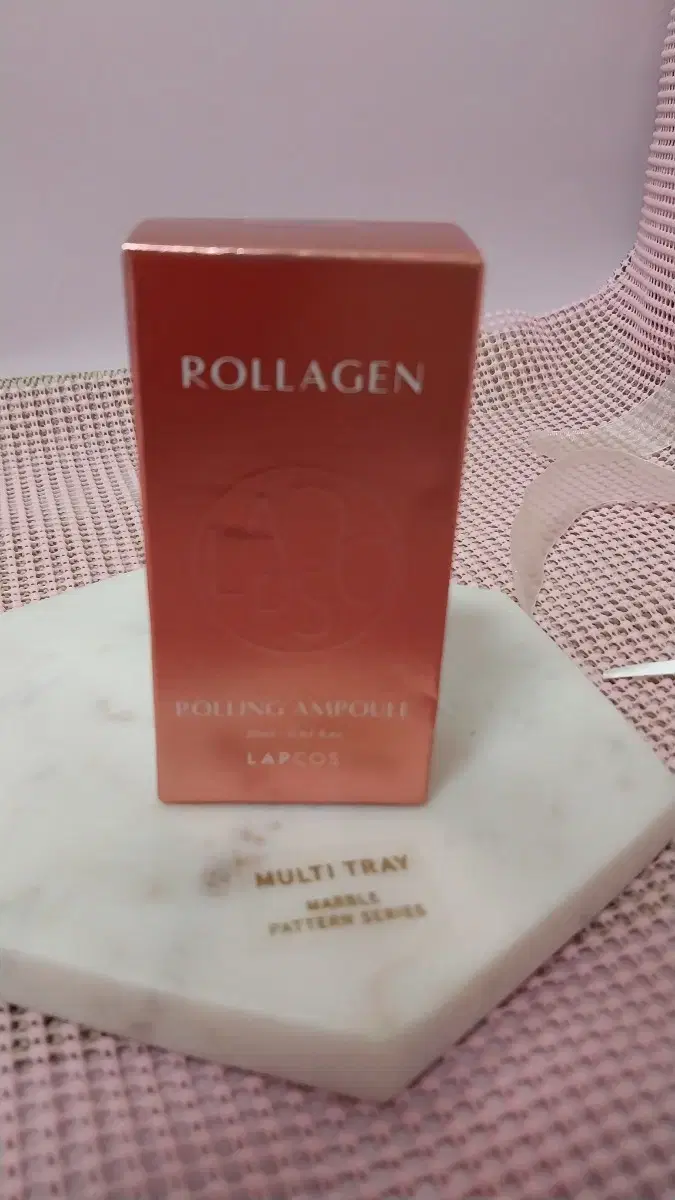 ROLLAGEN
ROLLING AMPOULE
LAPCOS
MULTI TRAY
MARBLE
PATTERN SERIES